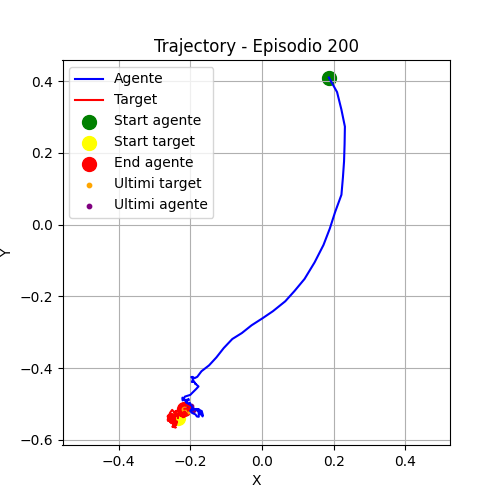 Trajectory - Episodio 200
Agente
Target
Start agente
Start target
End agente
Ultimi target
Ultimi agente
0.4
0.2
0.0
−0.2
−0.4
−0.6
Y
−0.4
−0.2
0.0
0.2
0.4
X